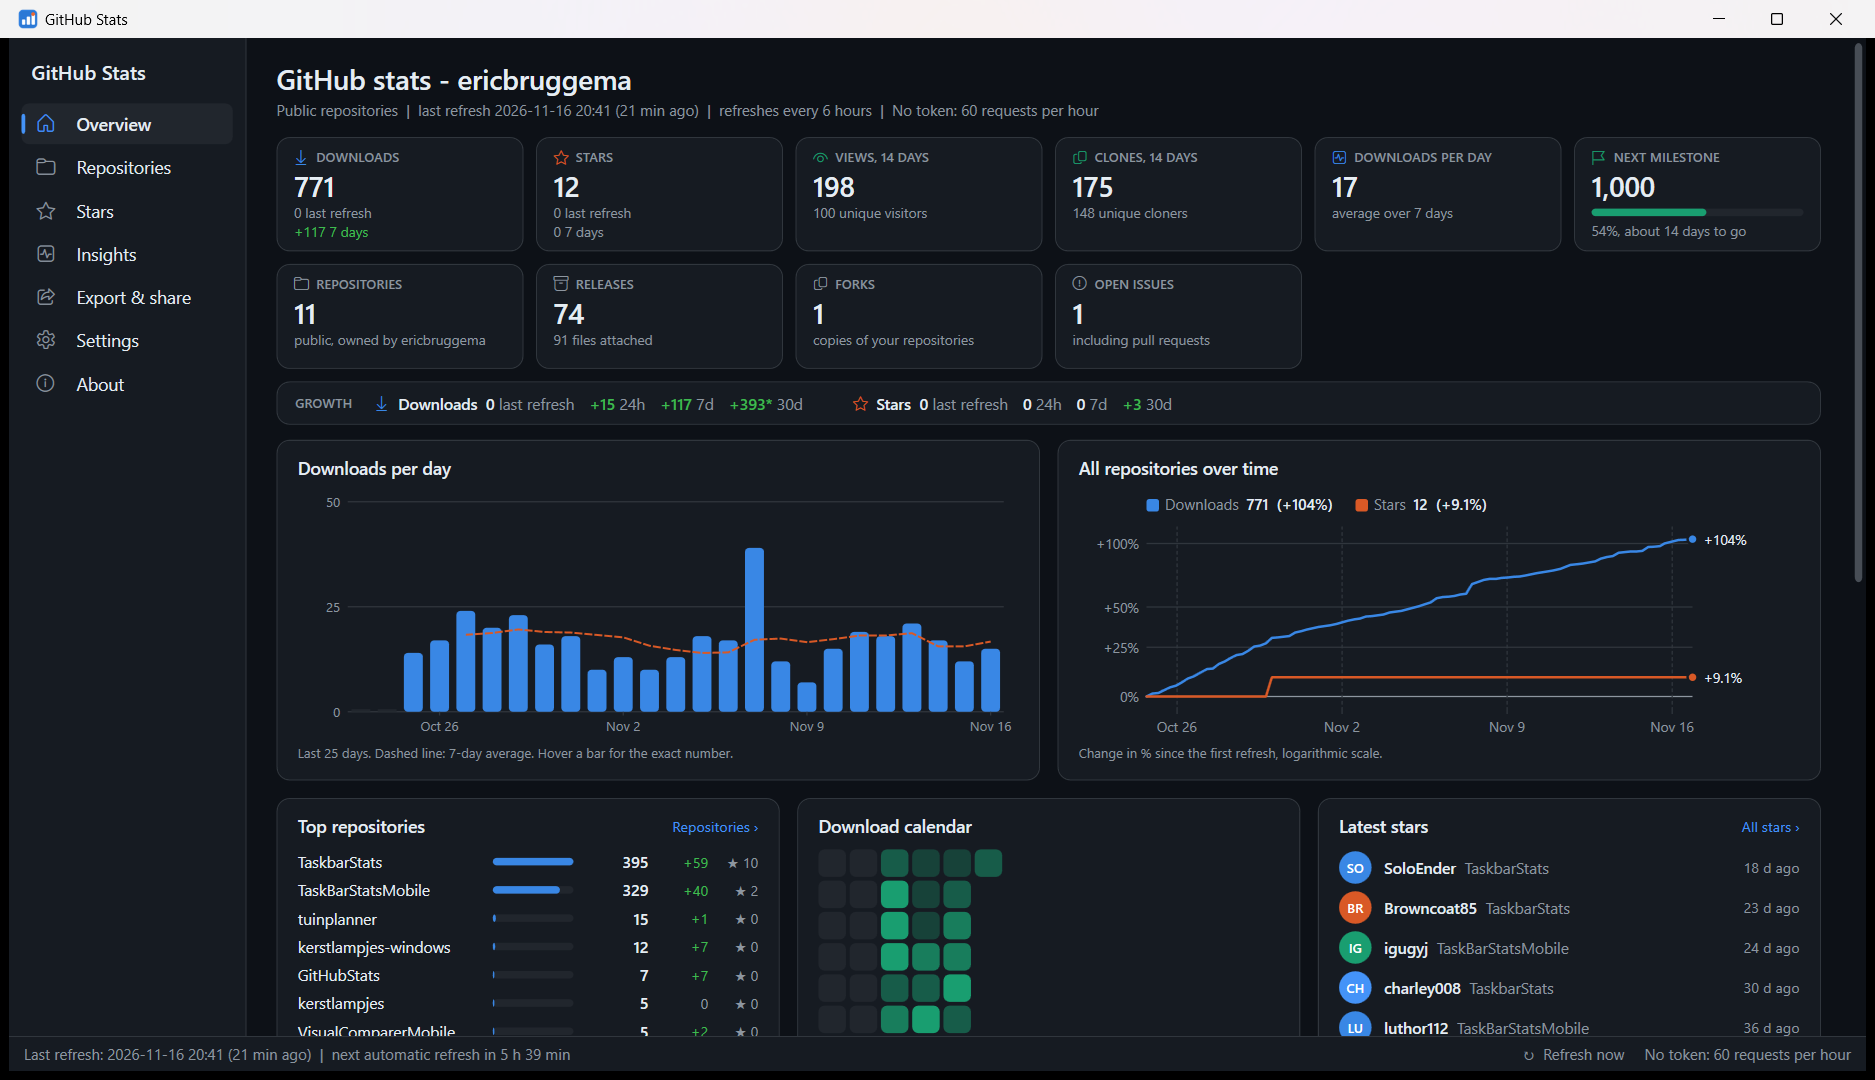 GitHub Stats
GitHub Stats
Overview
Repositories
Stars
Insights
Export & share
Settings
About
GitHub stats - ericbruggema
Public repositories | last refresh 2026-11-16 20:41 (21 min ago) | refreshes every 6 hours | No token: 60 requests per hour
DOWNLOADS
771
0 last refresh
+117 7 days
STARS
12
0 last refresh
0 7 days
VIEWS, 14 DAYS
198
100 unique visitors
CLONES, 14 DAYS
175
148 unique cloners
DOWNLOADS PER DAY
17
average over 7 days
NEXT MILESTONE
1,000
54%, about 14 days to go
REPOSITORIES
11
public, owned by ericbruggema
RELEASES
74
91 files attached
FORKS
1
copies of your repositories
OPEN ISSUES
1
including pull requests
GROWTH Downloads 0 last refresh +15 24h +117 7d +393* 30d Stars 0 last refresh 0 24h 0 7d +3 30d
Downloads per day
50
25
0
Oct 26 Nov 2 Nov 9 Nov 16
Last 25 days. Dashed line: 7-day average. Hover a bar for the exact number.
All repositories over time
Downloads 771 (+104%) Stars 12 (+9.1%)
+100%
+50%
+25%
0%
+104%
+9.1%
Oct 26 Nov 2 Nov 9 Nov 16
Change in % since the first refresh, logarithmic scale.
Top repositories Repositories ›
TaskbarStats 395 +59 ★ 10
TaskBarStatsMobile 329 +40 ★ 2
tuinplanner 15 +1 ★ 0
kerstlampjes-windows 12 +7 ★ 0
GitHubStats 7 +7 ★ 0
kerstlampjes 5 0 ★ 0
VisualComparerMobile 5 +2 ★ 0
Download calendar
Latest stars All stars ›
SO SoloEnder TaskbarStats 18 d ago
BR Browncoat85 TaskbarStats 23 d ago
IG igugyj TaskBarStatsMobile 24 d ago
CH charley008 TaskbarStats 30 d ago
LU luthor112 TaskBarStatsMobile 36 d ago
Last refresh: 2026-11-16 20:41 (21 min ago) | next automatic refresh in 5 h 39 min
↻ Refresh now No token: 60 requests per hour